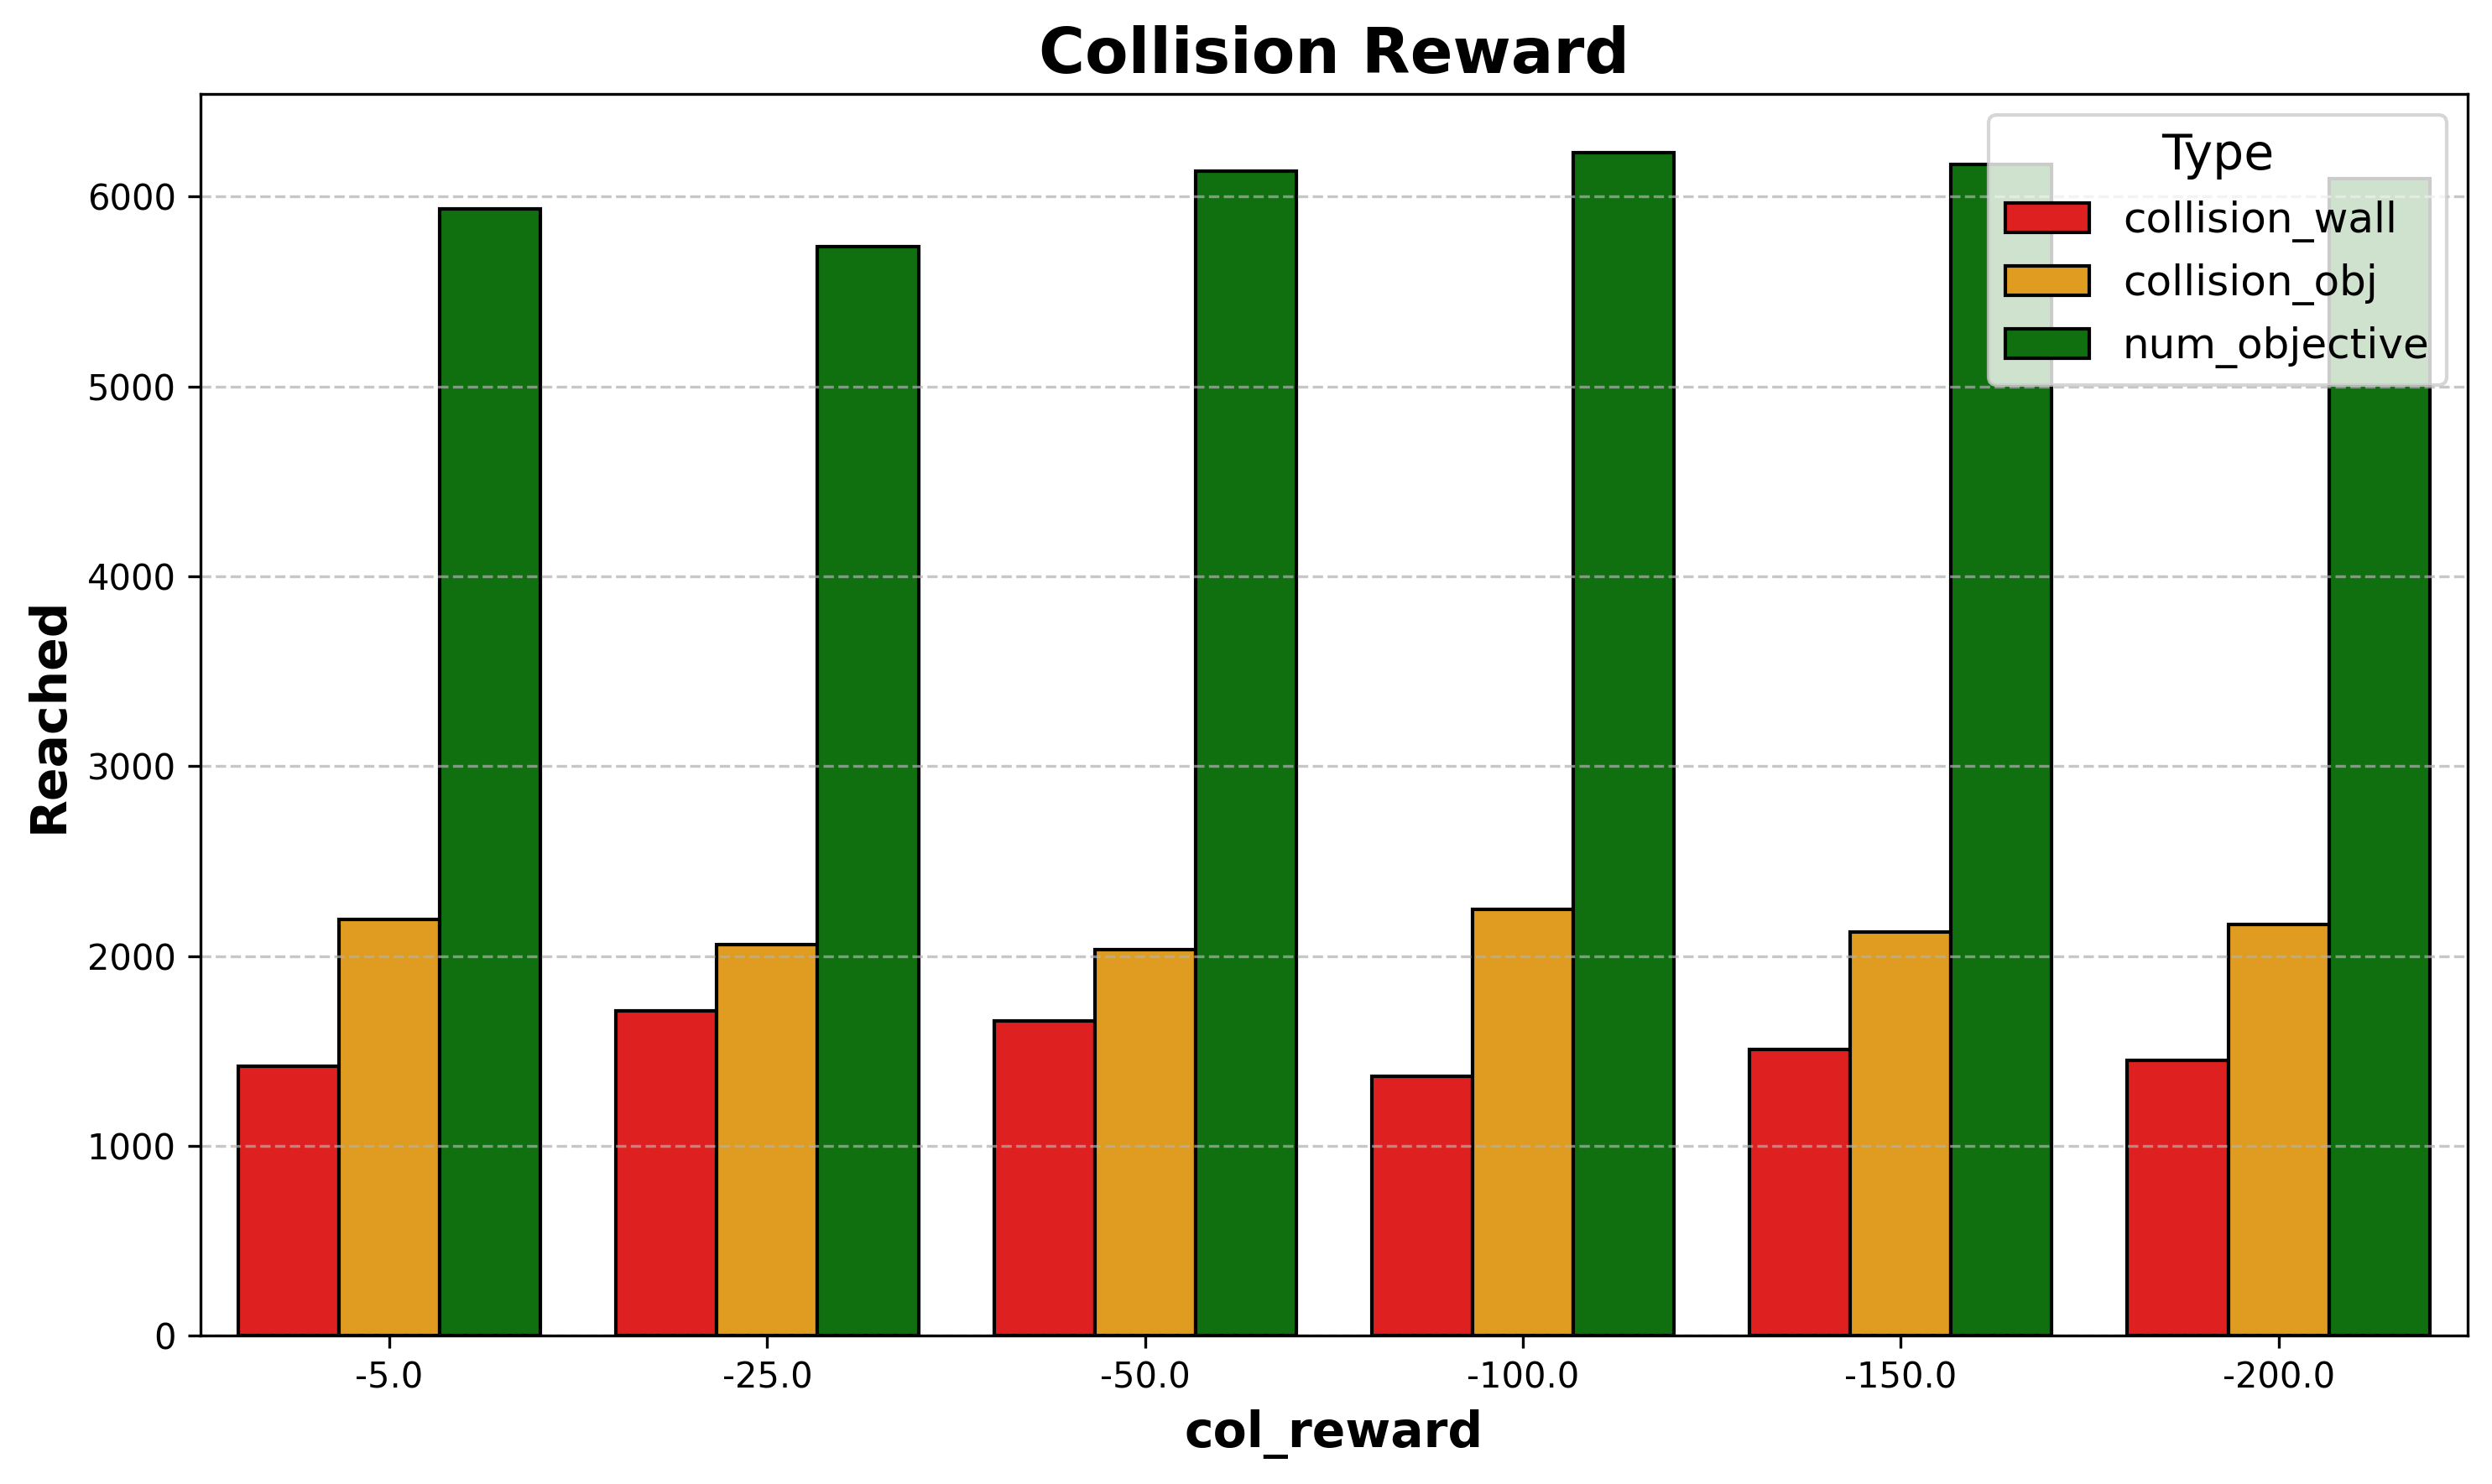 Collision Reward
Type
collision_wall
collision_obj
num_objective
Reached
6000
5000
4000
3000
2000
1000
0
-5.0
-25.0
-50.0
-100.0
-150.0
-200.0
col_reward